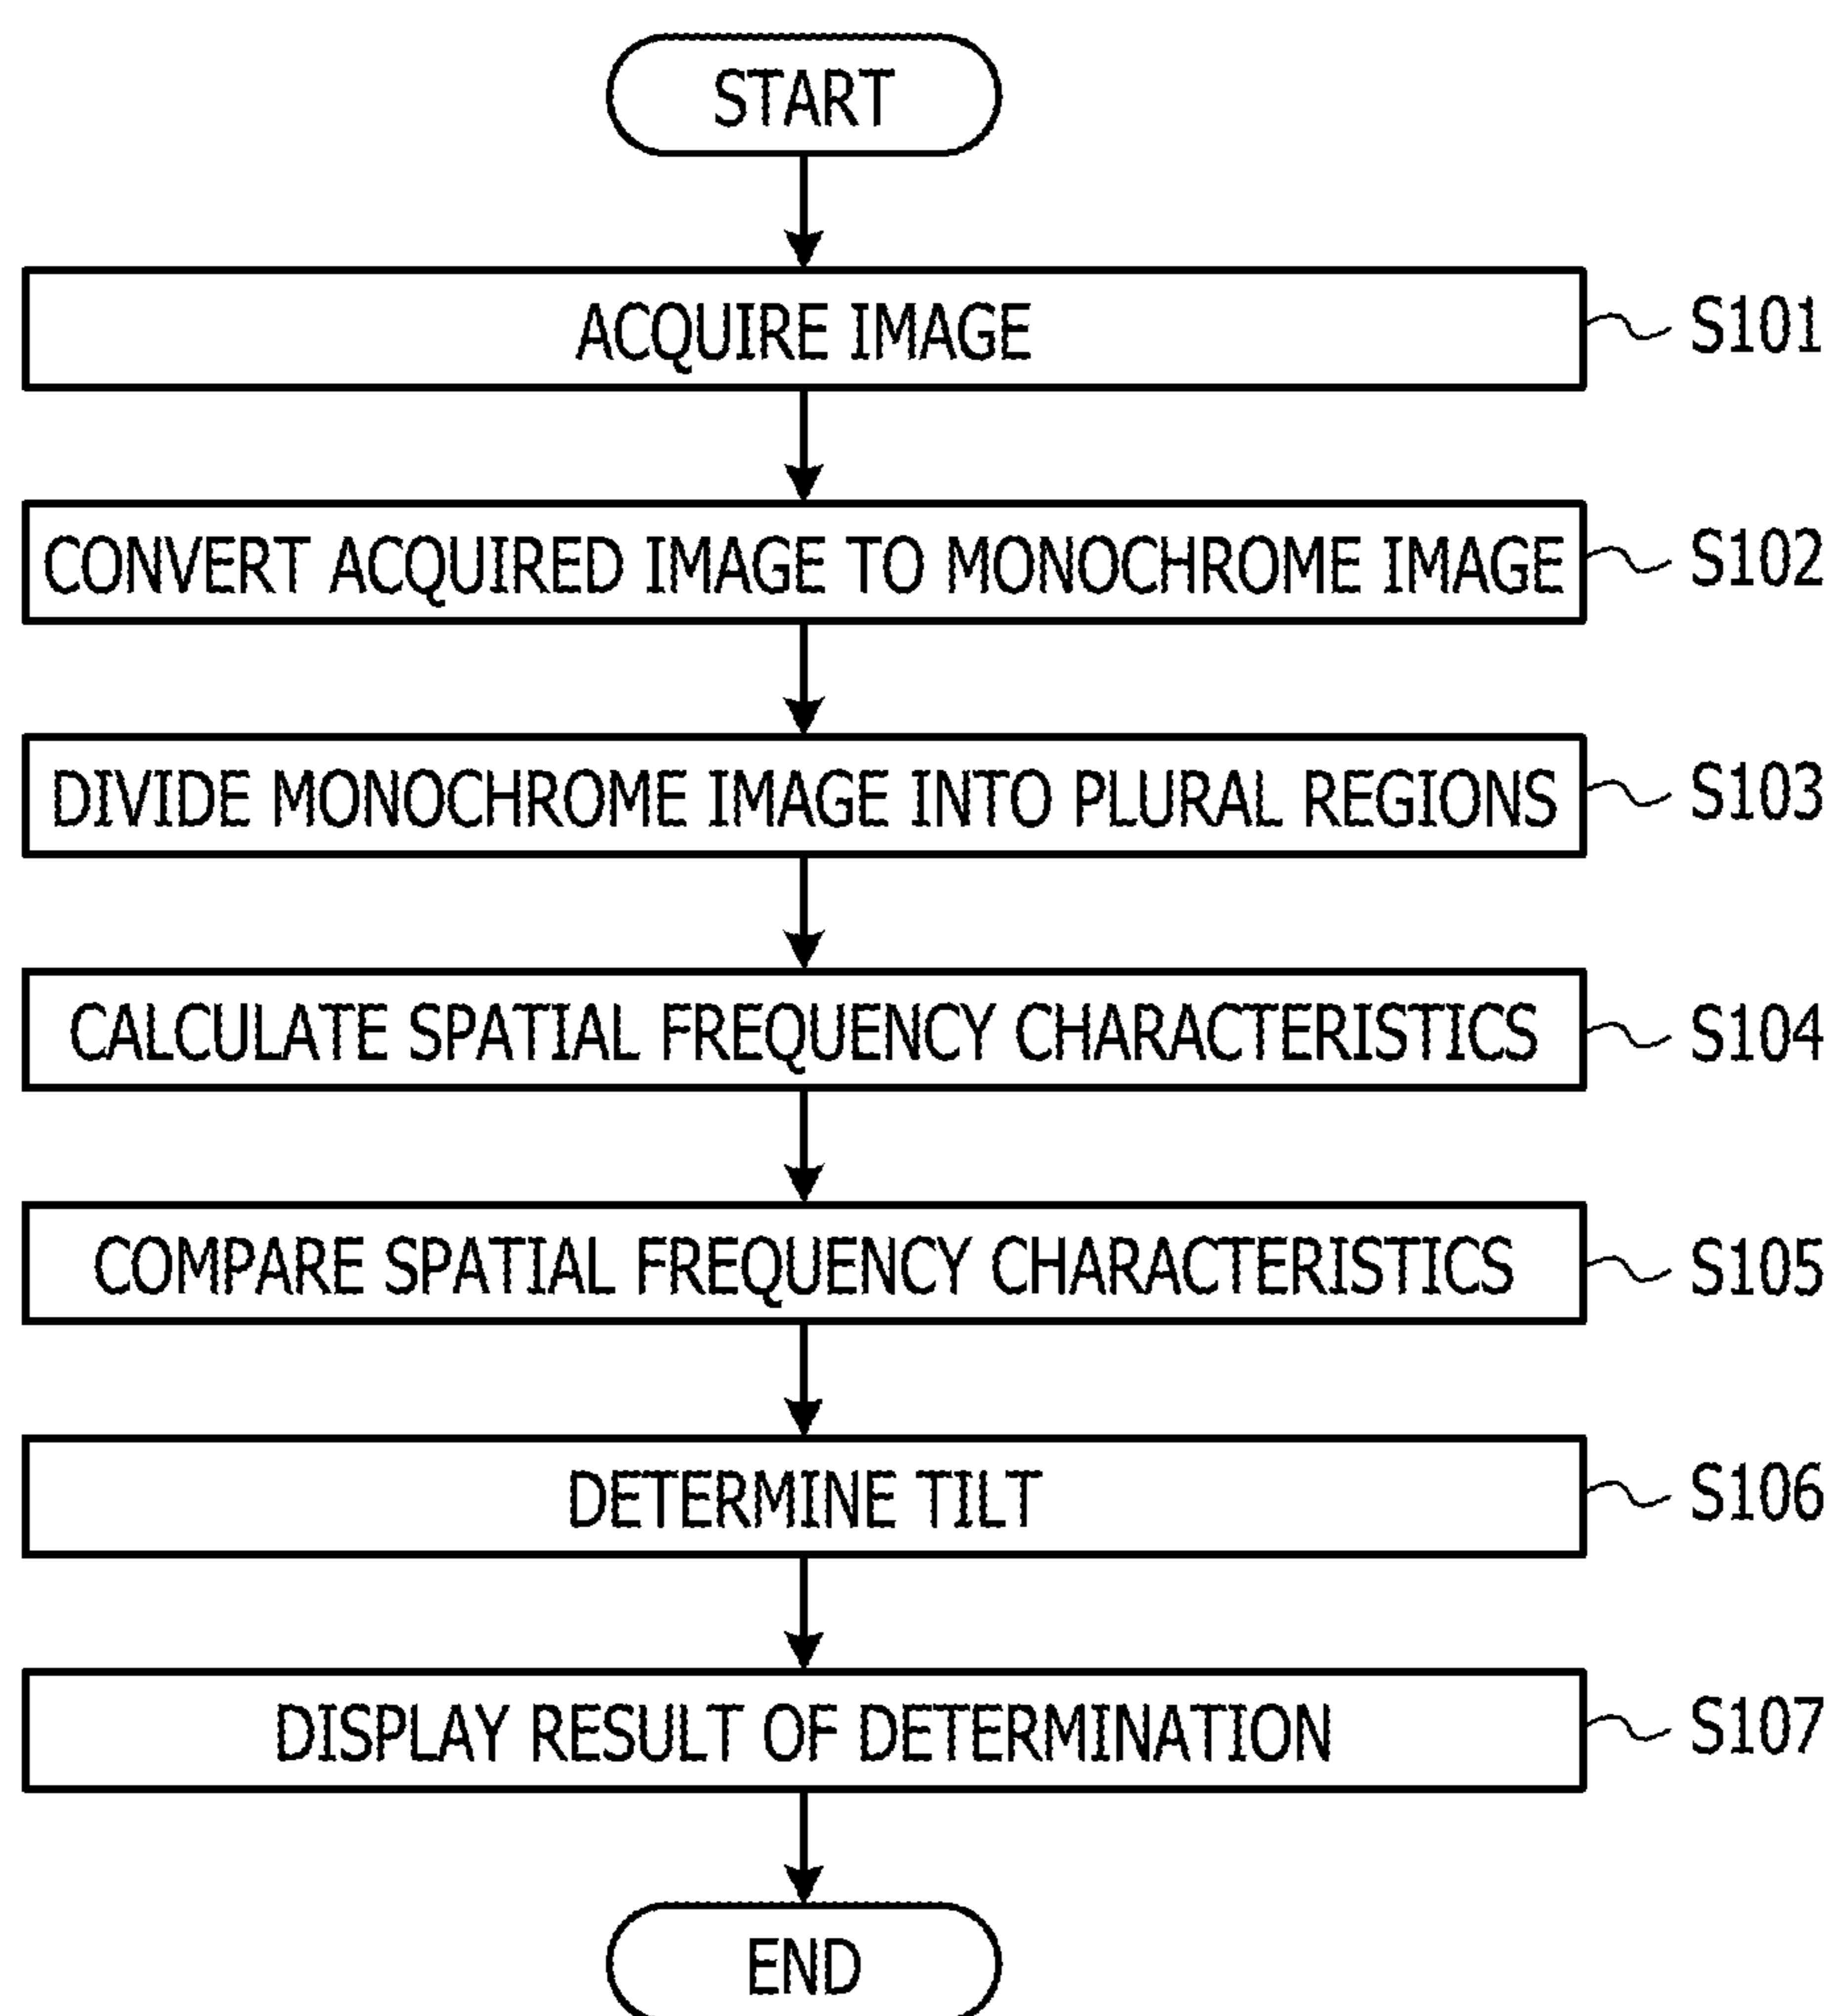 START
ACQUIRE IMAGE
S101
CONVERT ACQUIRED IMAGE TO MONOCHROME IMAGE
S102
DIVIDE MONOCHROME IMAGE INTO PLURAL REGIONS
S103
CALCULATE SPATIAL FREQUENCY CHARACTERISTICS
S104
COMPARE SPATIAL FREQUENCY CHARACTERISTICS
S105
DETERMINE TILT
S106
DISPLAY RESULT OF DETERMINATION
S107
END